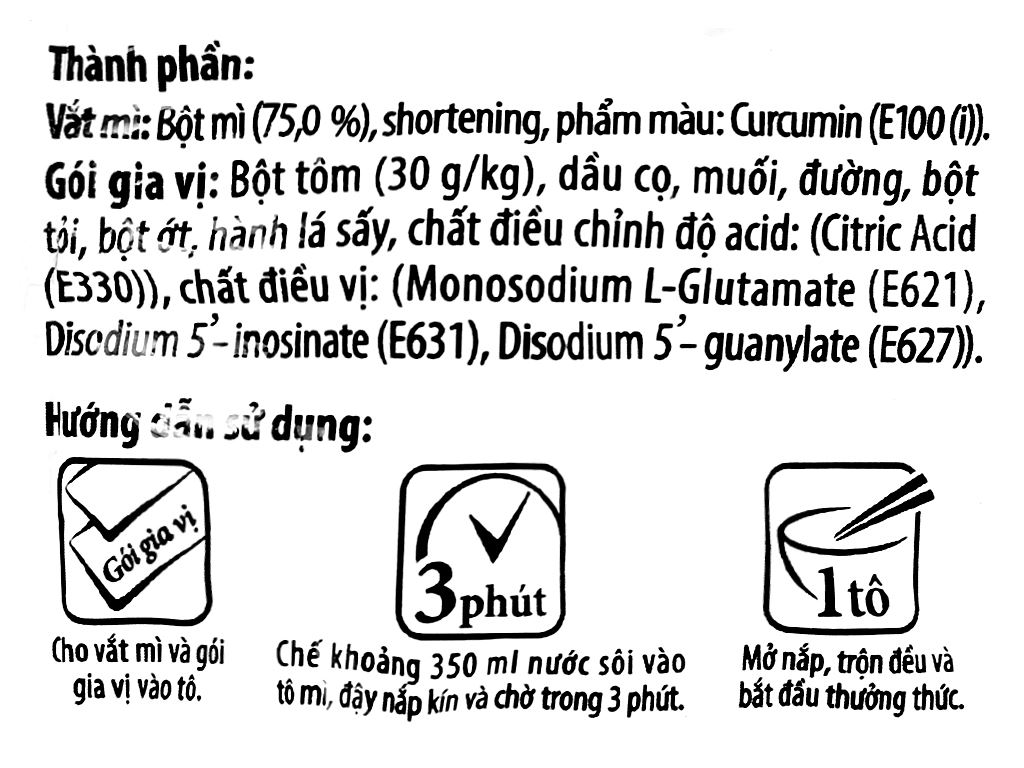 Thành phần:
Vắt mì: Bột mì (75,0 %), shortening, phẩm màu: Curcumin (E100 (i)).
Gói gia vị: Bột tôm (30 g/kg), dầu cọ, muối, đường, bột
tỏi, bột ớt, hành lá sấy, chất điều chỉnh độ acid: (Citric Acid
(E330)), chất điều vị: (Monosodium L-Glutamate (E621),
Disodium 5’- inosinate (E631), Disodium 5’- guanylate (E627)).
Hướng dẫn sử dụng:
Gói gia vị
Cho vắt mì và gói
gia vị vào tô.
3 phút
Chế khoảng 350 ml nước sôi vào
tô mì, đậy nắp kín và chờ trong 3 phút.
1 tô
Mở nắp, trộn đều và
bắt đầu thưởng thức.